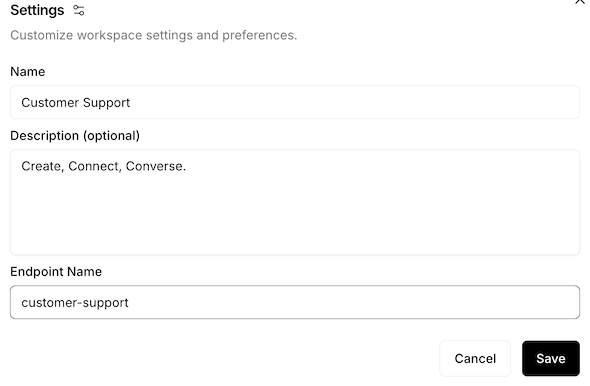 Settings
Customize workspace settings and preferences.
Name
Customer Support
Description (optional)
Create, Connect, Converse.
Endpoint Name
customer-support
Cancel Save